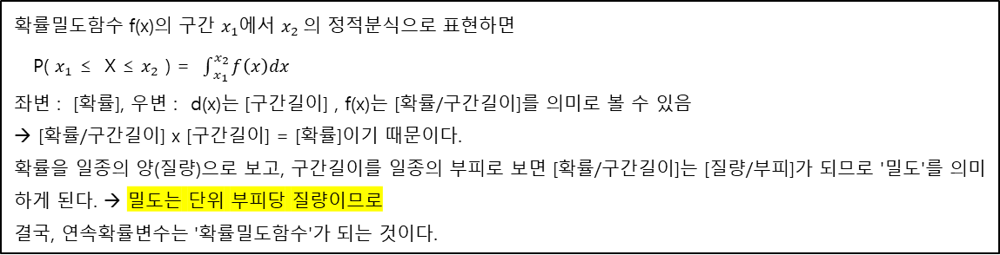 확률밀도함수 f(x)의 구간 𝑥₁에서 𝑥₂ 의 정적분식으로 표현하면
P( 𝑥₁ ≤ X ≤ 𝑥₂ ) = ∫_{𝑥₁}^{𝑥₂} 𝑓(𝑥)𝑑𝑥
좌변 : [확률], 우변 : d(x)는 [구간길이] , f(x)는 [확률/구간길이]를 의미로 볼 수 있음
→ [확률/구간길이] x [구간길이] = [확률]이기 때문이다.
확률을 일종의 양(질량)으로 보고, 구간길이를 일종의 부피로 보면 [확률/구간길이]는 [질량/부피]가 되므로 '밀도'를 의미
하게 된다. → 밀도는 단위 부피당 질량이므로
결국, 연속확률변수는 '확률밀도함수'가 되는 것이다.